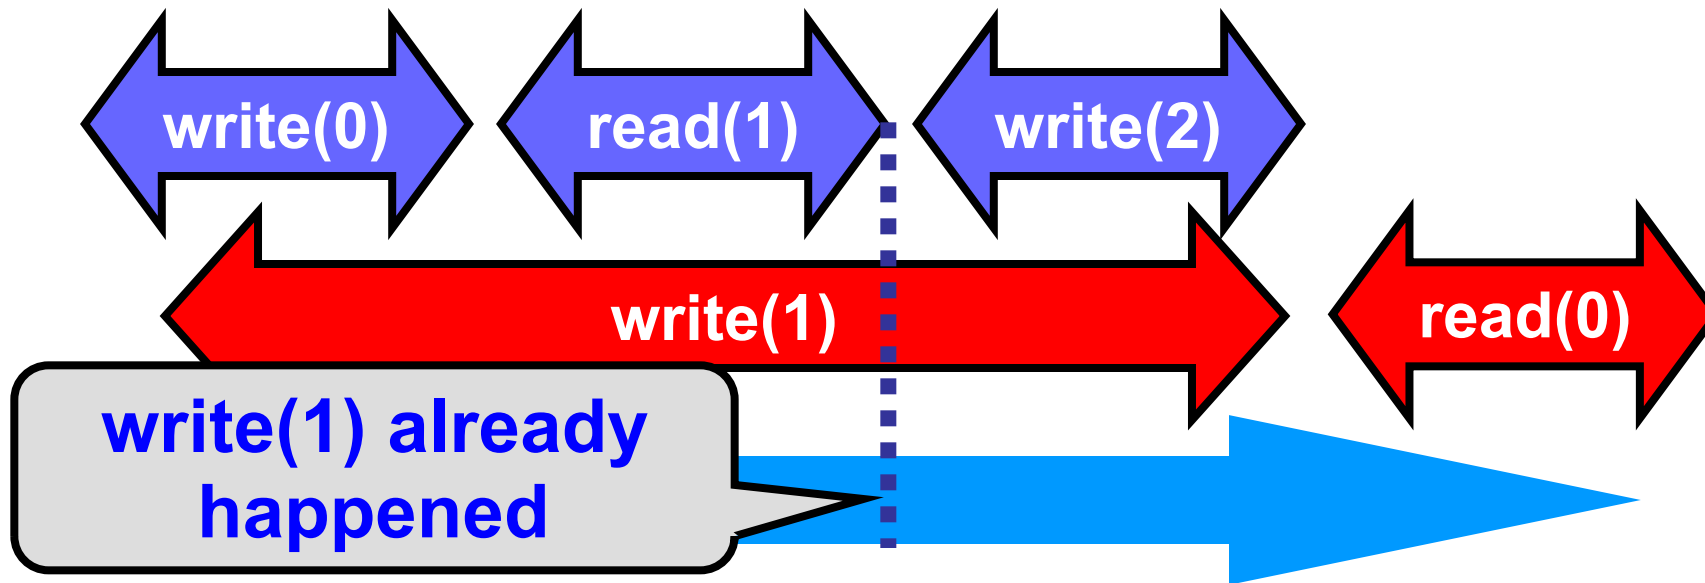 write(0) read(1) write(2)
write(1) read(0)
write(1) already
happened